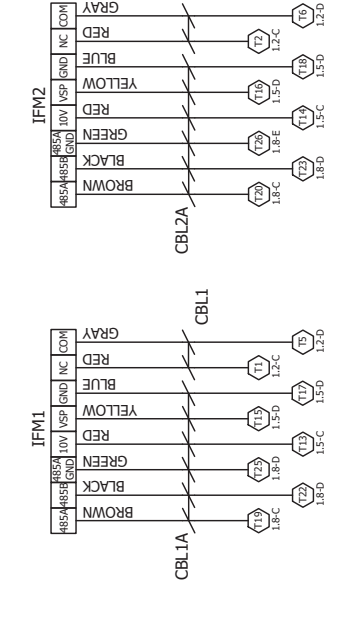 IFM1
485A
485B
485A
GND
10V
VSP
GND
NC
COM
BROWN
BLACK
GREEN
RED
YELLOW
BLUE
RED
GRAY
CBL1A
CBL1
T19
1.8-C
T22
1.8-D
T25
1.8-D
T13
1.5-C
T15
1.5-D
T17
1.5-D
T1
1.2-C
T5
1.2-D
IFM2
485A
485B
485A
GND
10V
VSP
GND
NC
COM
BROWN
BLACK
GREEN
RED
YELLOW
BLUE
RED
GRAY
CBL2A
T20
1.8-C
T23
1.8-D
T26
1.8-E
T14
1.5-C
T16
1.5-D
T18
1.5-D
T2
1.2-C
T6
1.2-D